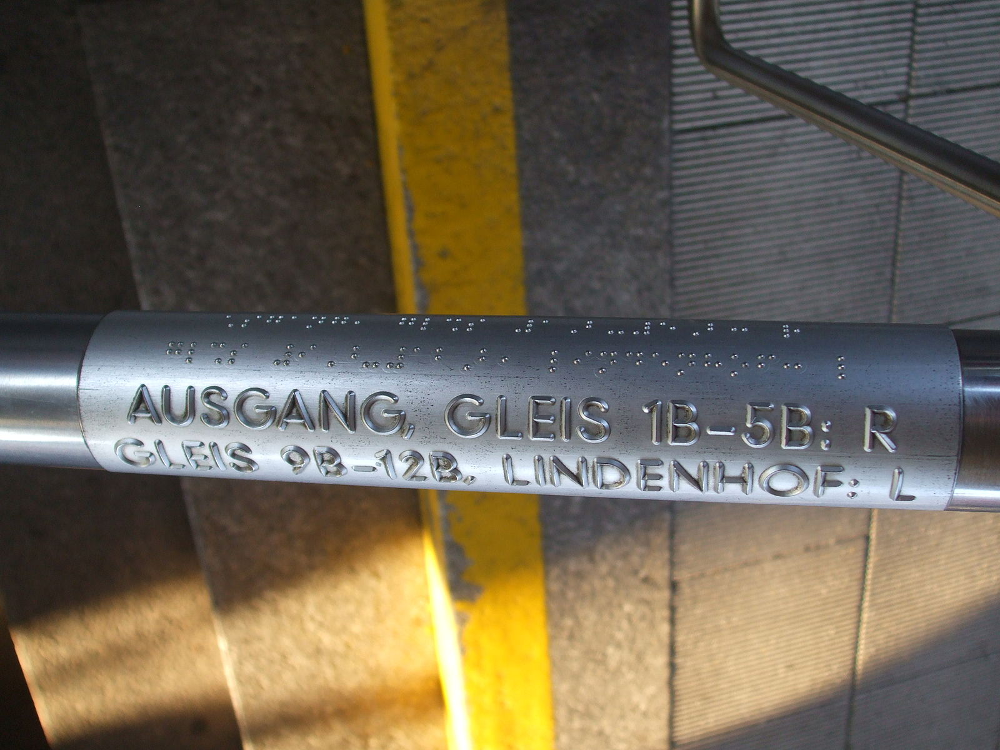 AUSGANG, GLEIS 1B-5B: R
GLEIS 9B-12B, LINDENHOF: L